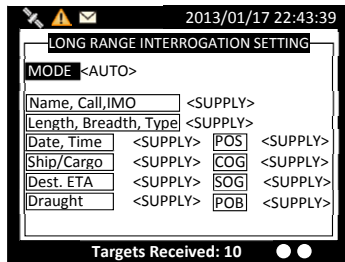 2013/01/17 22:43:39
LONG RANGE INTERROGATION SETTING
MODE <AUTO>
Name, Call,IMO <SUPPLY>
Length, Breadth, Type <SUPPLY>
Date, Time <SUPPLY> POS <SUPPLY>
Ship/Cargo <SUPPLY> COG <SUPPLY>
Dest. ETA <SUPPLY> SOG <SUPPLY>
Draught <SUPPLY> POB <SUPPLY>
Targets Received: 10